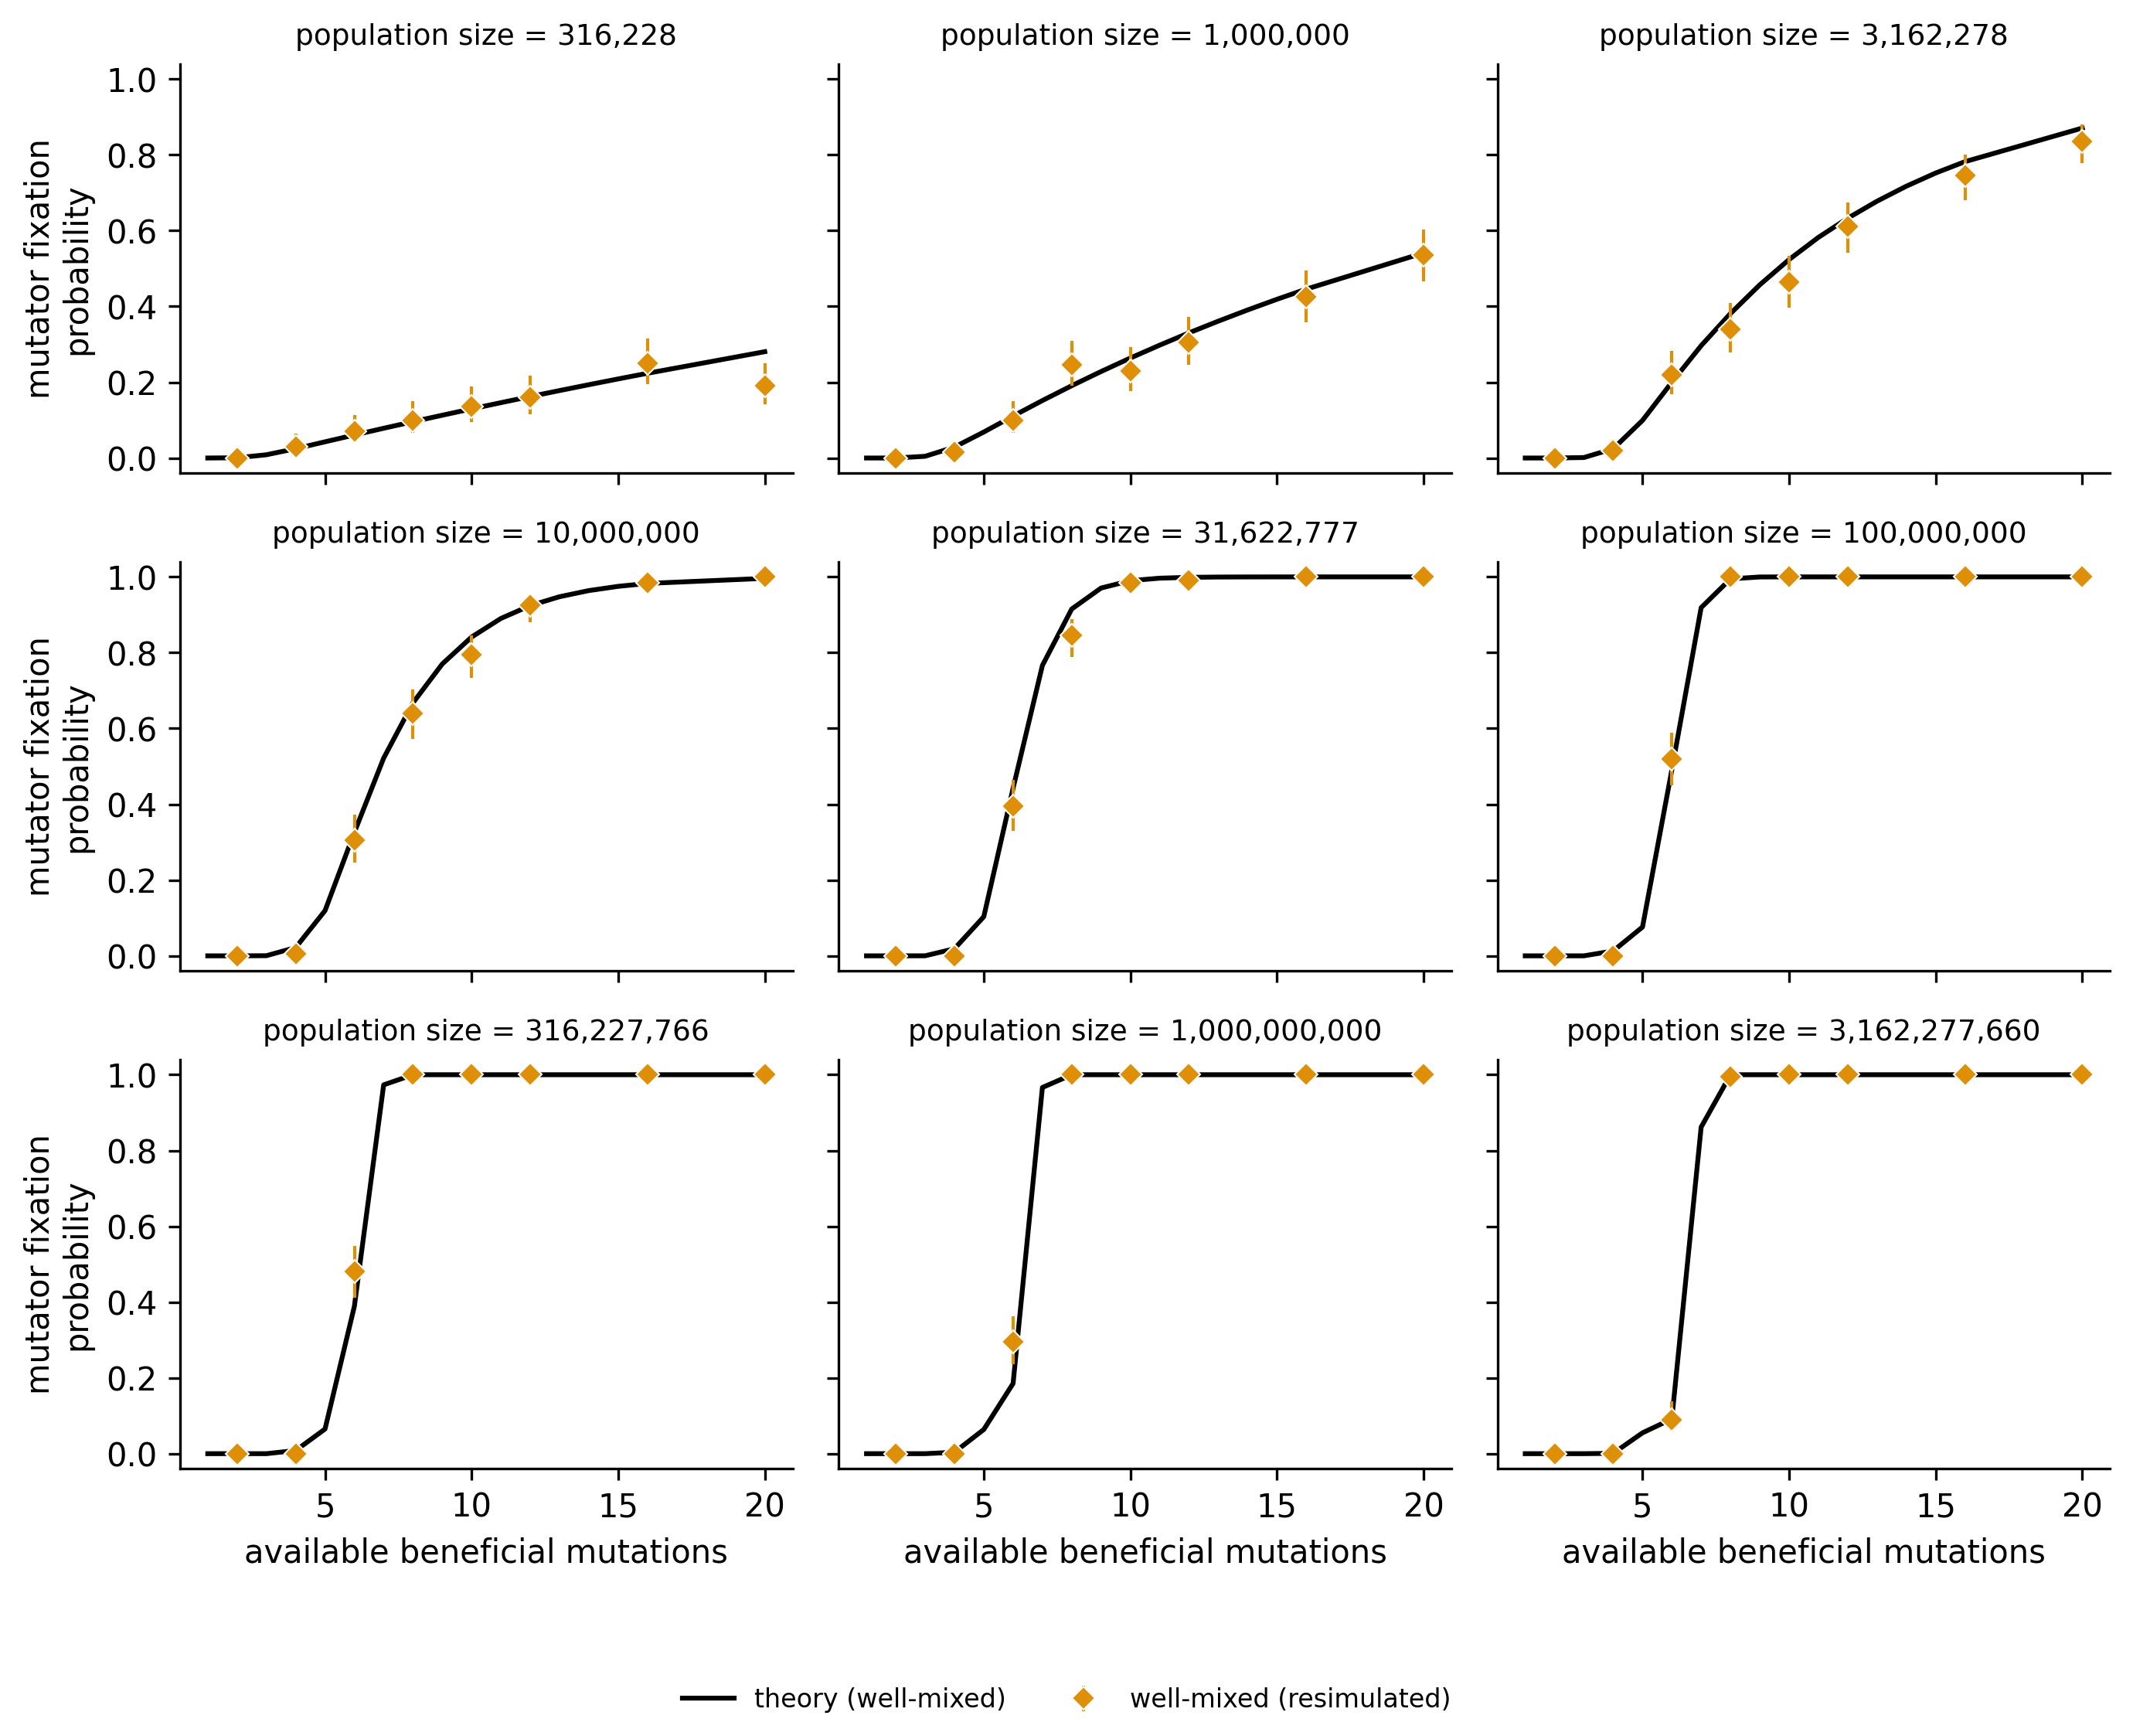 population size = 316,228
population size = 1,000,000
population size = 3,162,278
mutator fixation
probability
1.0
0.8
0.6
0.4
0.2
0.0
population size = 10,000,000
population size = 31,622,777
population size = 100,000,000
mutator fixation
probability
1.0
0.8
0.6
0.4
0.2
0.0
population size = 316,227,766
population size = 1,000,000,000
population size = 3,162,277,660
mutator fixation
probability
1.0
0.8
0.6
0.4
0.2
0.0
5 10 15 20
5 10 15 20
5 10 15 20
available beneficial mutations
available beneficial mutations
available beneficial mutations
theory (well-mixed)
well-mixed (resimulated)